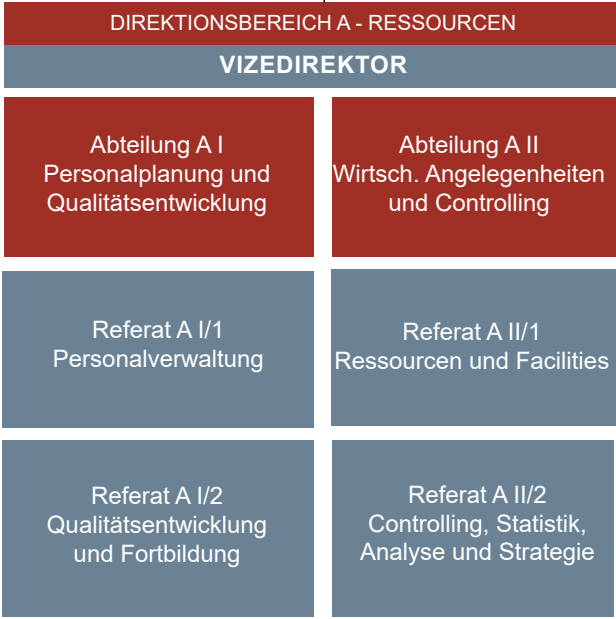 DIREKTIONSBEREICH A - RESSOURCEN
VIZEDIREKTOR
Abteilung A I
Personalplanung und
Qualitätsentwicklung
Abteilung A II
Wirtsch. Angelegenheiten
und Controlling
Referat A I/1
Personalverwaltung
Referat A II/1
Ressourcen und Facilities
Referat A I/2
Qualitätsentwicklung
und Fortbildung
Referat A II/2
Controlling, Statistik,
Analyse und Strategie